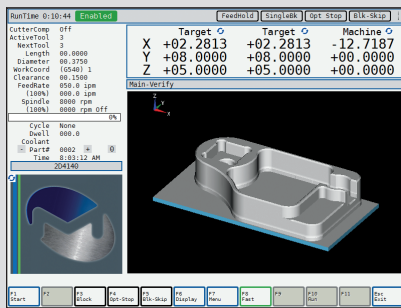 RunTime 0:10:44 Enabled FeedHold SingleBk Opt Stop Blk-Skip
CutterComp Off
ActiveTool 3
NextTool 3
Length 00.0000
Diameter 00.3750
WorkCoord (G540) 1
Clearance 00.1500
FeedRate 050.0 ipm
(100%) 000.0 ipm
Spindle 8000 rpm
(100%) 0000 rpm Off
0%
Cycle None
Dwell 000.0
Coolant
- Part# 0002 + 0
Time 8:03:12 AM
2D4140
Target Target Machine
X +02.2813 +02.2813 -12.7187
Y +08.0000 +08.0000 +00.0000
Z +05.0000 +05.0000 +00.0000
Main-Verify
Z
Y
X
F1 Start
F2
F3 Block
F4 Opt-Stop
F5 Blk-Skip
F6 Display
F7 Menu
F8 Fast
F9
F10 Run
F11
Esc Exit